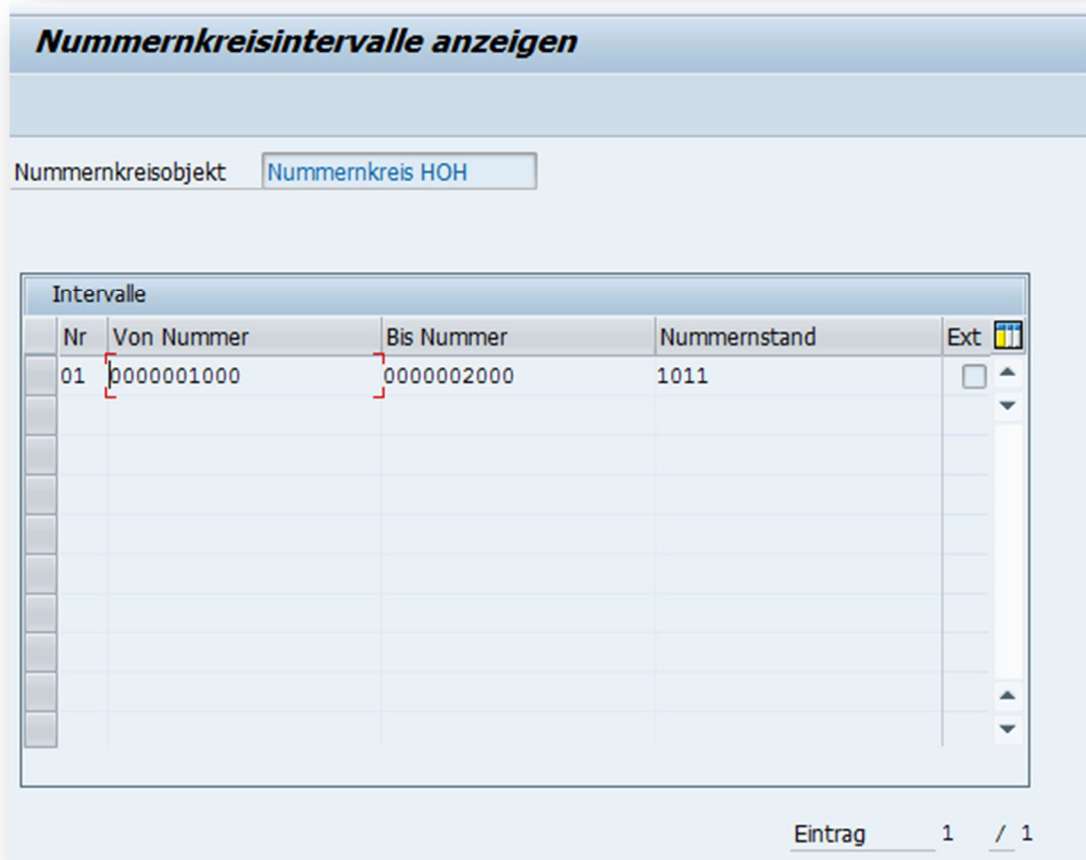 Nummernkreisintervalle anzeigen
Nummernkreisobjekt Nummernkreis HOH
Intervalle
Nr Von Nummer Bis Nummer Nummernstand Ext
01 0000001000 0000002000 1011
Eintrag 1 / 1